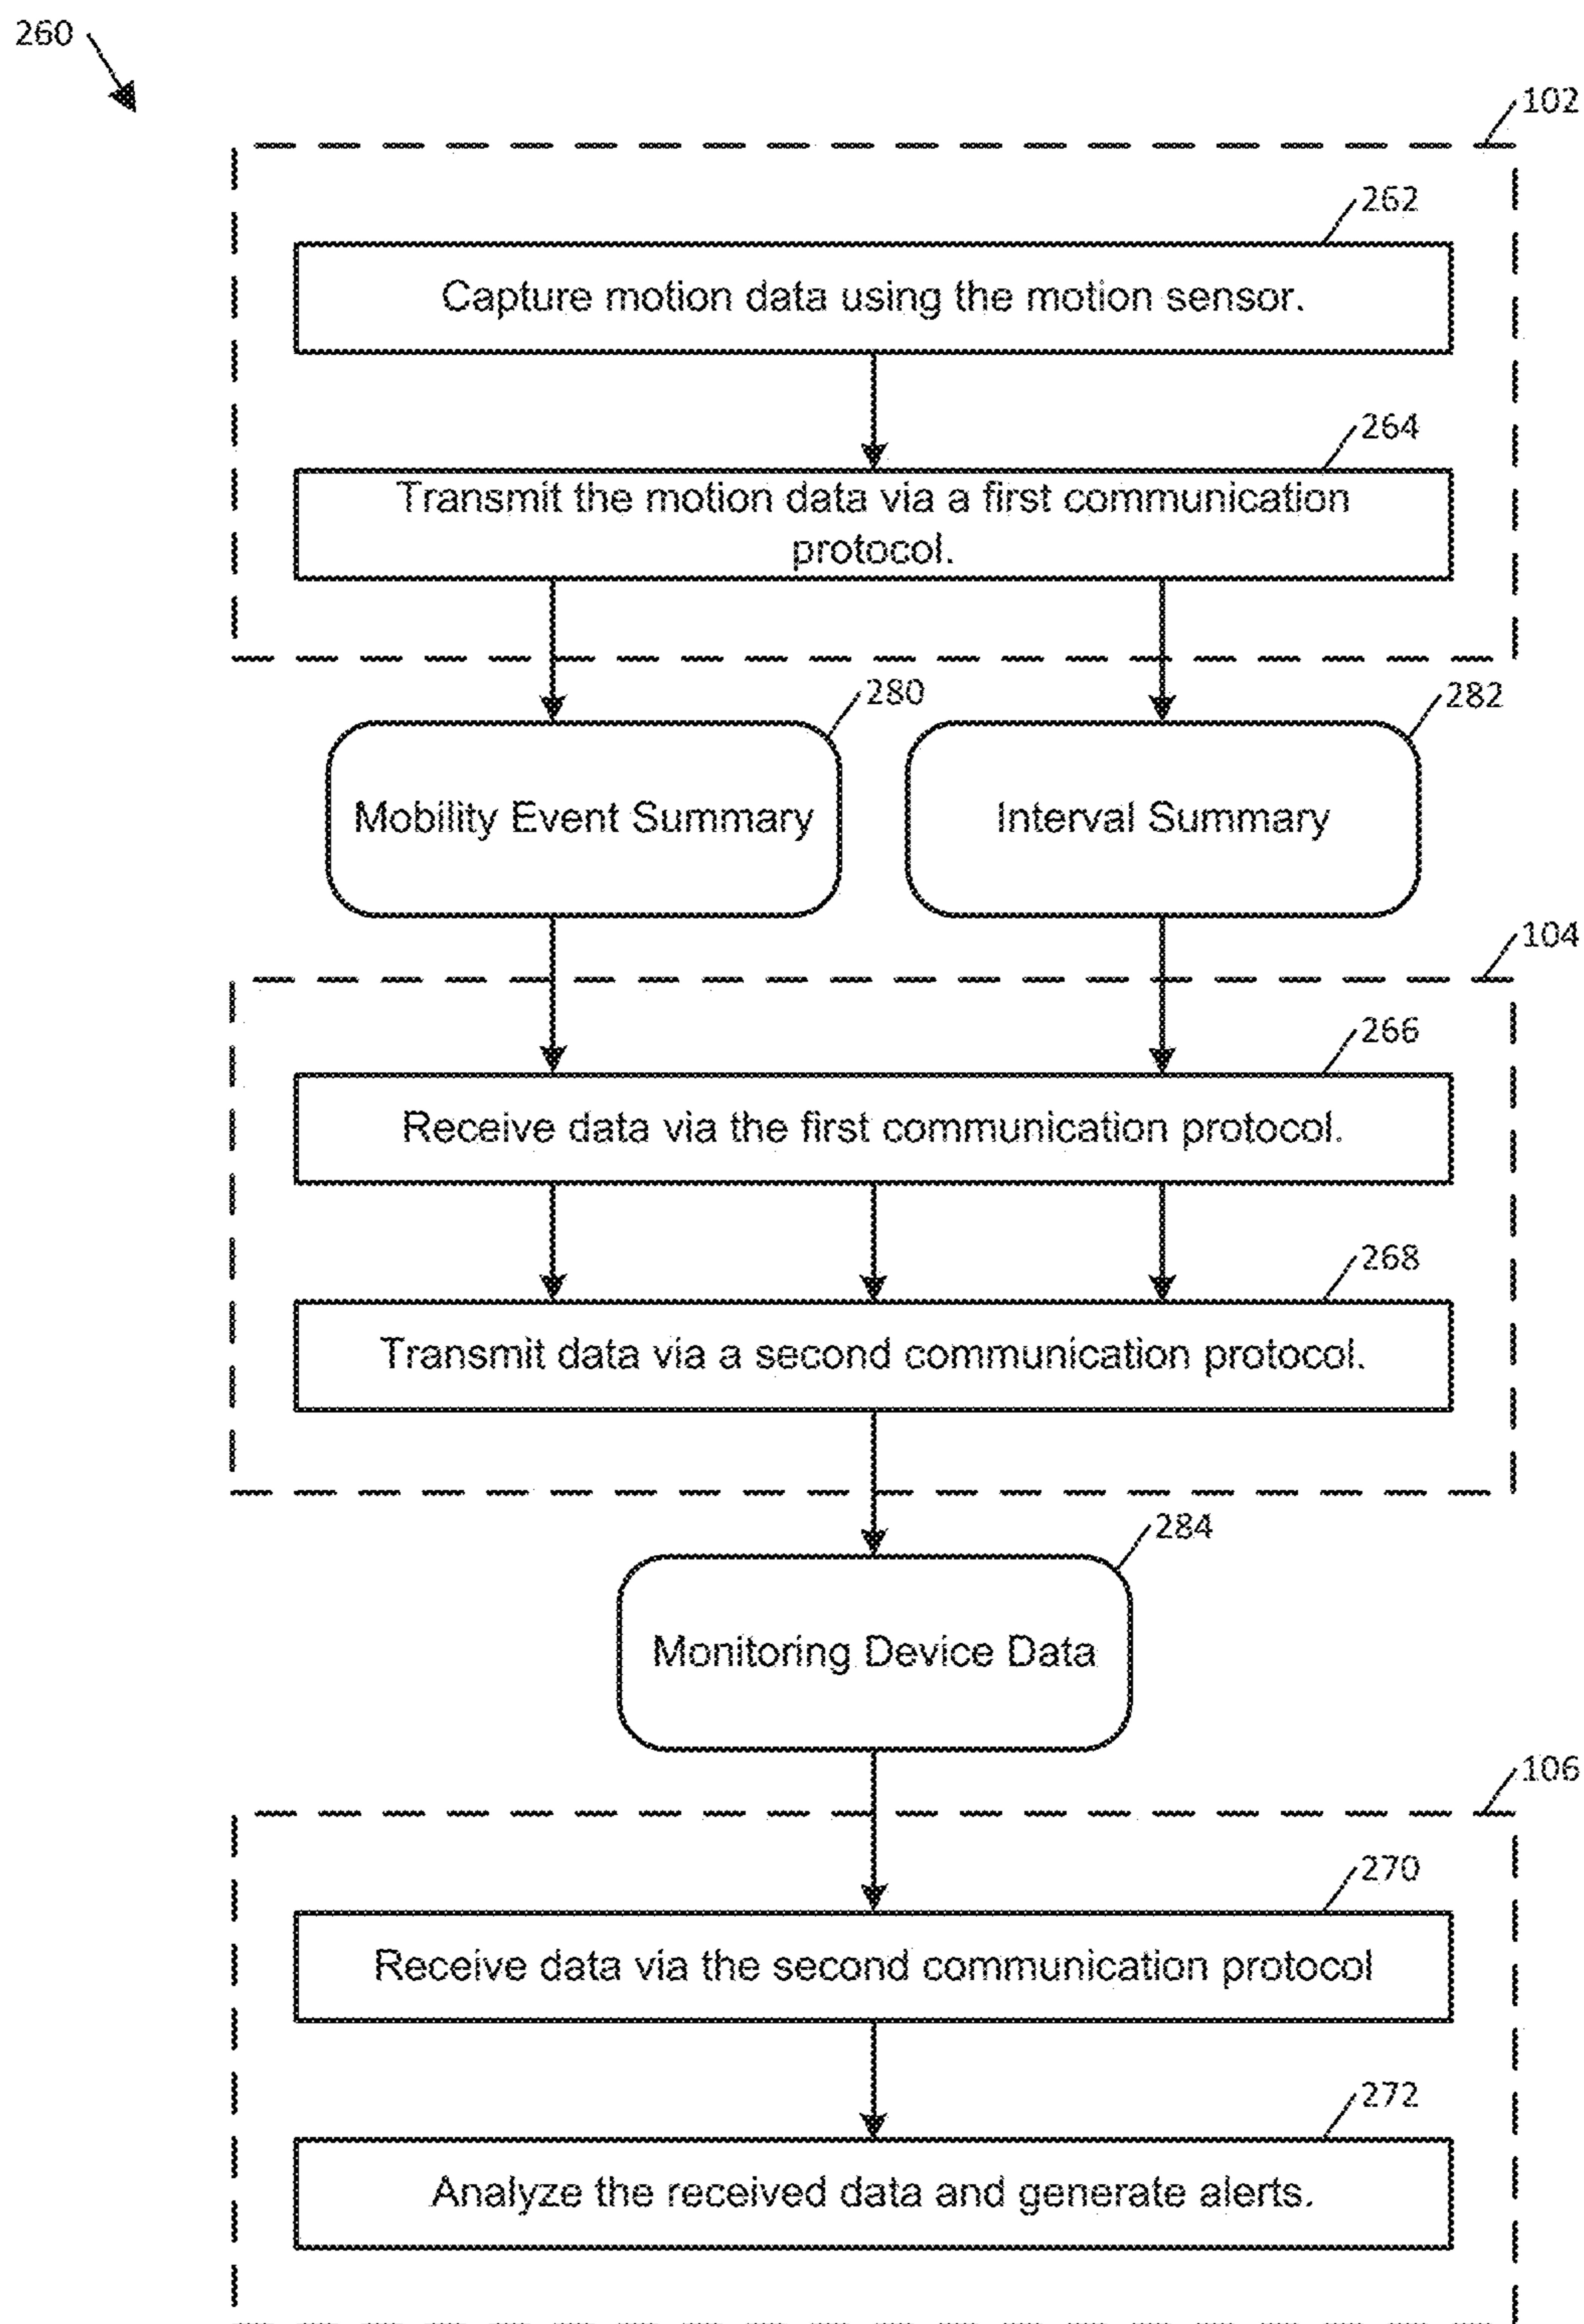 260
102
262
Capture motion data using the motion sensor.
264
Transmit the motion data via a first communication
protocol.
280
282
Mobility Event Summary
Interval Summary
104
266
Receive data via the first communication protocol.
268
Transmit data via a second communication protocol.
284
Monitoring Device Data
106
270
Receive data via the second communication protocol
272
Analyze the received data and generate alerts.